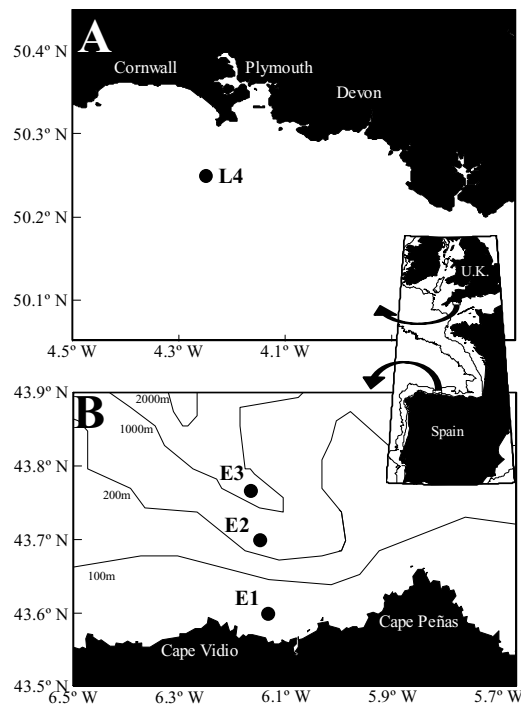 A
50.4º N
Cornwall
Plymouth
Devon
50.3º N
L4
50.2º N
50.1º N
4.5º W
4.3º W
4.1º W
U.K.
Spain
43.9º N
B
2000m
1000m
43.8º N
E3
200m
E2
43.7º N
100m
E1
43.6º N
Cape Peñas
Cape Vidio
43.5º N
6.5º W
6.3º W
6.1º W
5.9º W
5.7º W